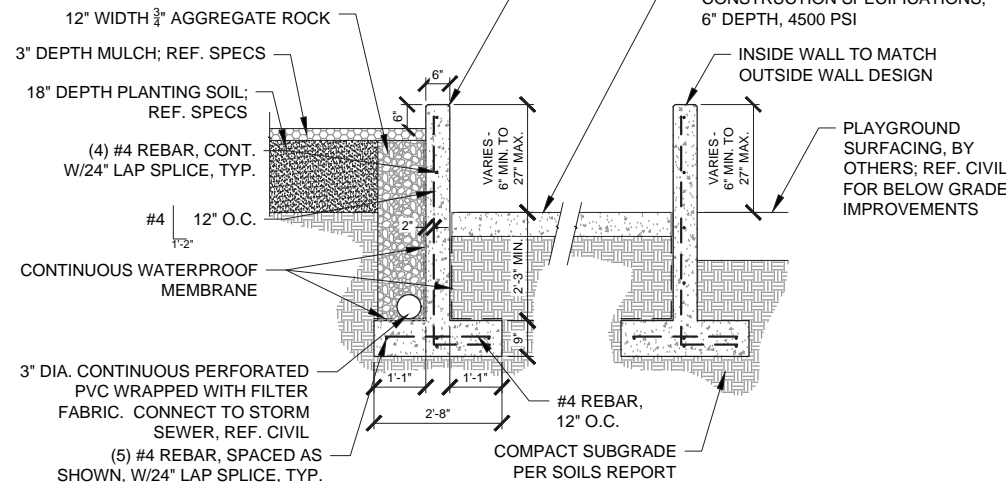 12" WIDTH 3/4" AGGREGATE ROCK
3" DEPTH MULCH; REF. SPECS
18" DEPTH PLANTING SOIL;
REF. SPECS
(4) #4 REBAR, CONT.
W/24" LAP SPLICE, TYP.
#4 12" O.C.
1'-2"
CONTINUOUS WATERPROOF
MEMBRANE
3" DIA. CONTINUOUS PERFORATED
PVC WRAPPED WITH FILTER
FABRIC. CONNECT TO STORM
SEWER, REF. CIVIL
(5) #4 REBAR, SPACED AS
SHOWN, W/24" LAP SPLICE, TYP.
6"
6"
2"
VARIES -
6" MIN. TO
27" MAX.
2'-3" MIN.
9"
1'-1"
1'-1"
2'-8"
#4 REBAR,
12" O.C.
COMPACT SUBGRADE
PER SOILS REPORT
6" DEPTH, 4500 PSI
INSIDE WALL TO MATCH
OUTSIDE WALL DESIGN
VARIES -
6" MIN. TO
27" MAX.
PLAYGROUND
SURFACING, BY
OTHERS; REF. CIVIL
FOR BELOW GRADE
IMPROVEMENTS